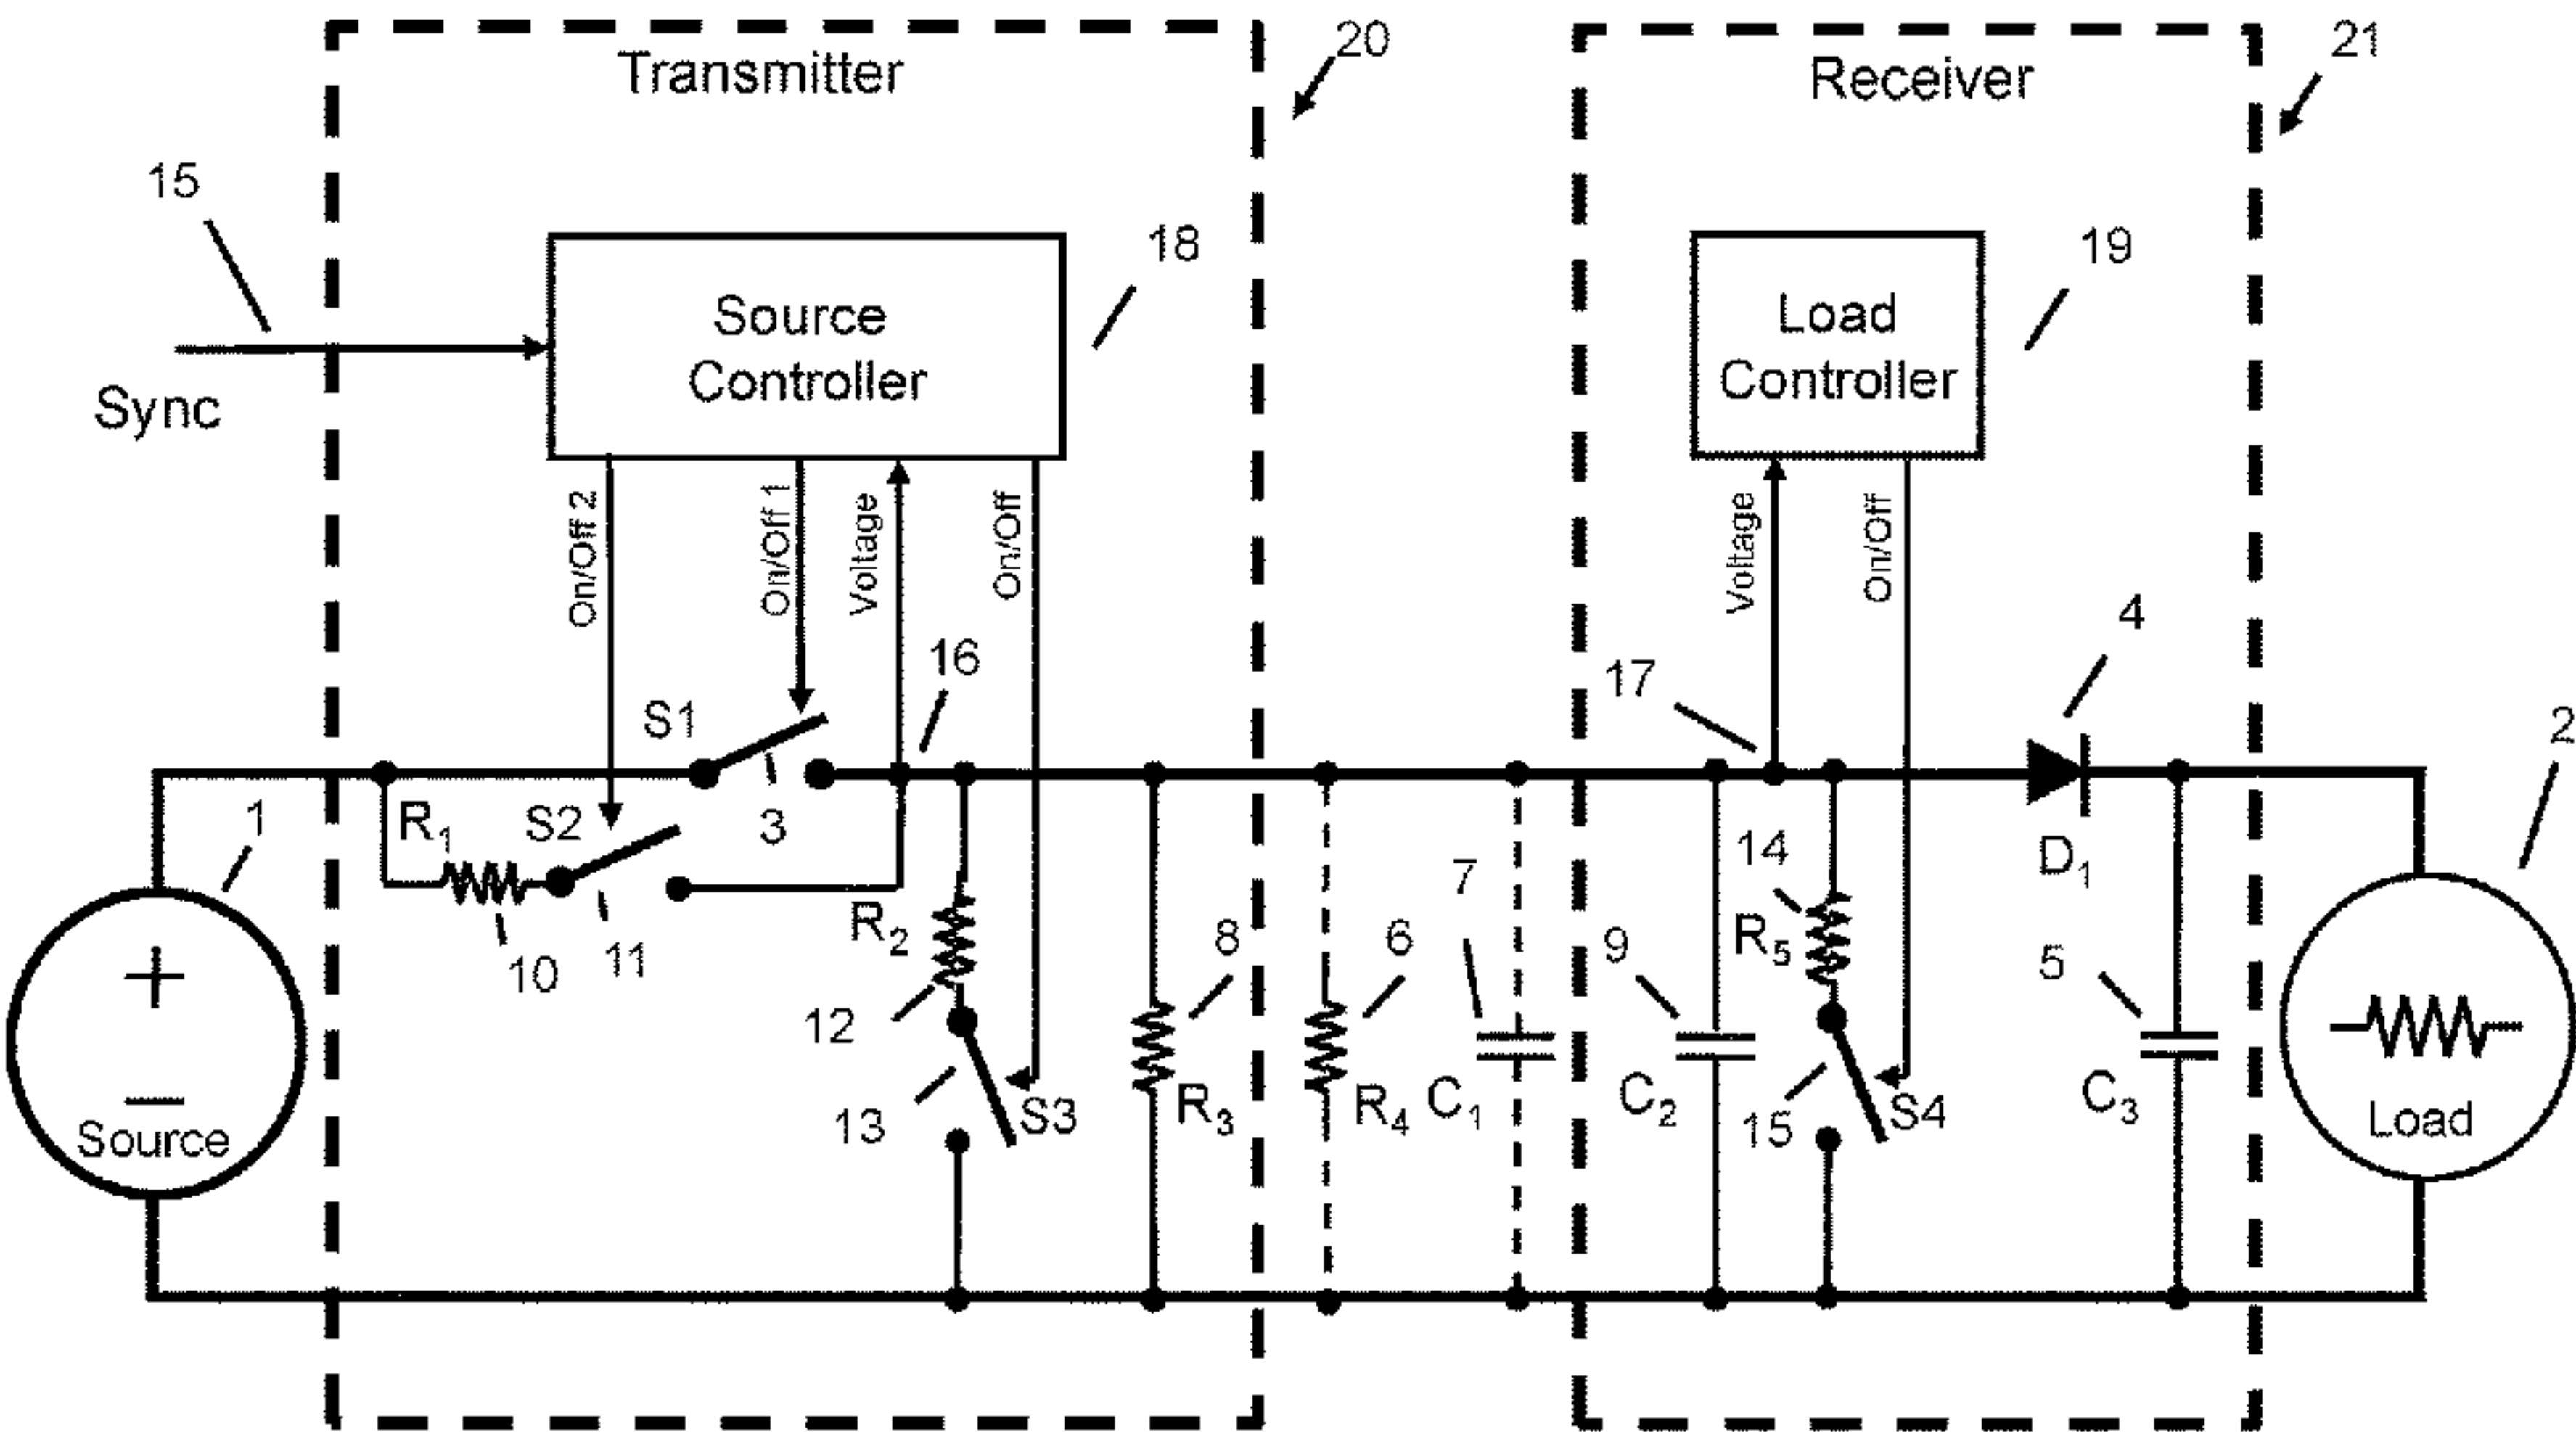 Transmitter
20
Receiver
21
15
18
19
Source
Controller
Load
Controller
Sync
On/Off 2
On/Off 1
Voltage
On/Off
Voltage
On/Off
4
16
17
2
S1
1
R1
S2
3
14
D1
7
R2
8
6
9
R5
5
10
11
12
13
S3
R3
R4
C1
C2
15
S4
C3
+
−
Source
Load